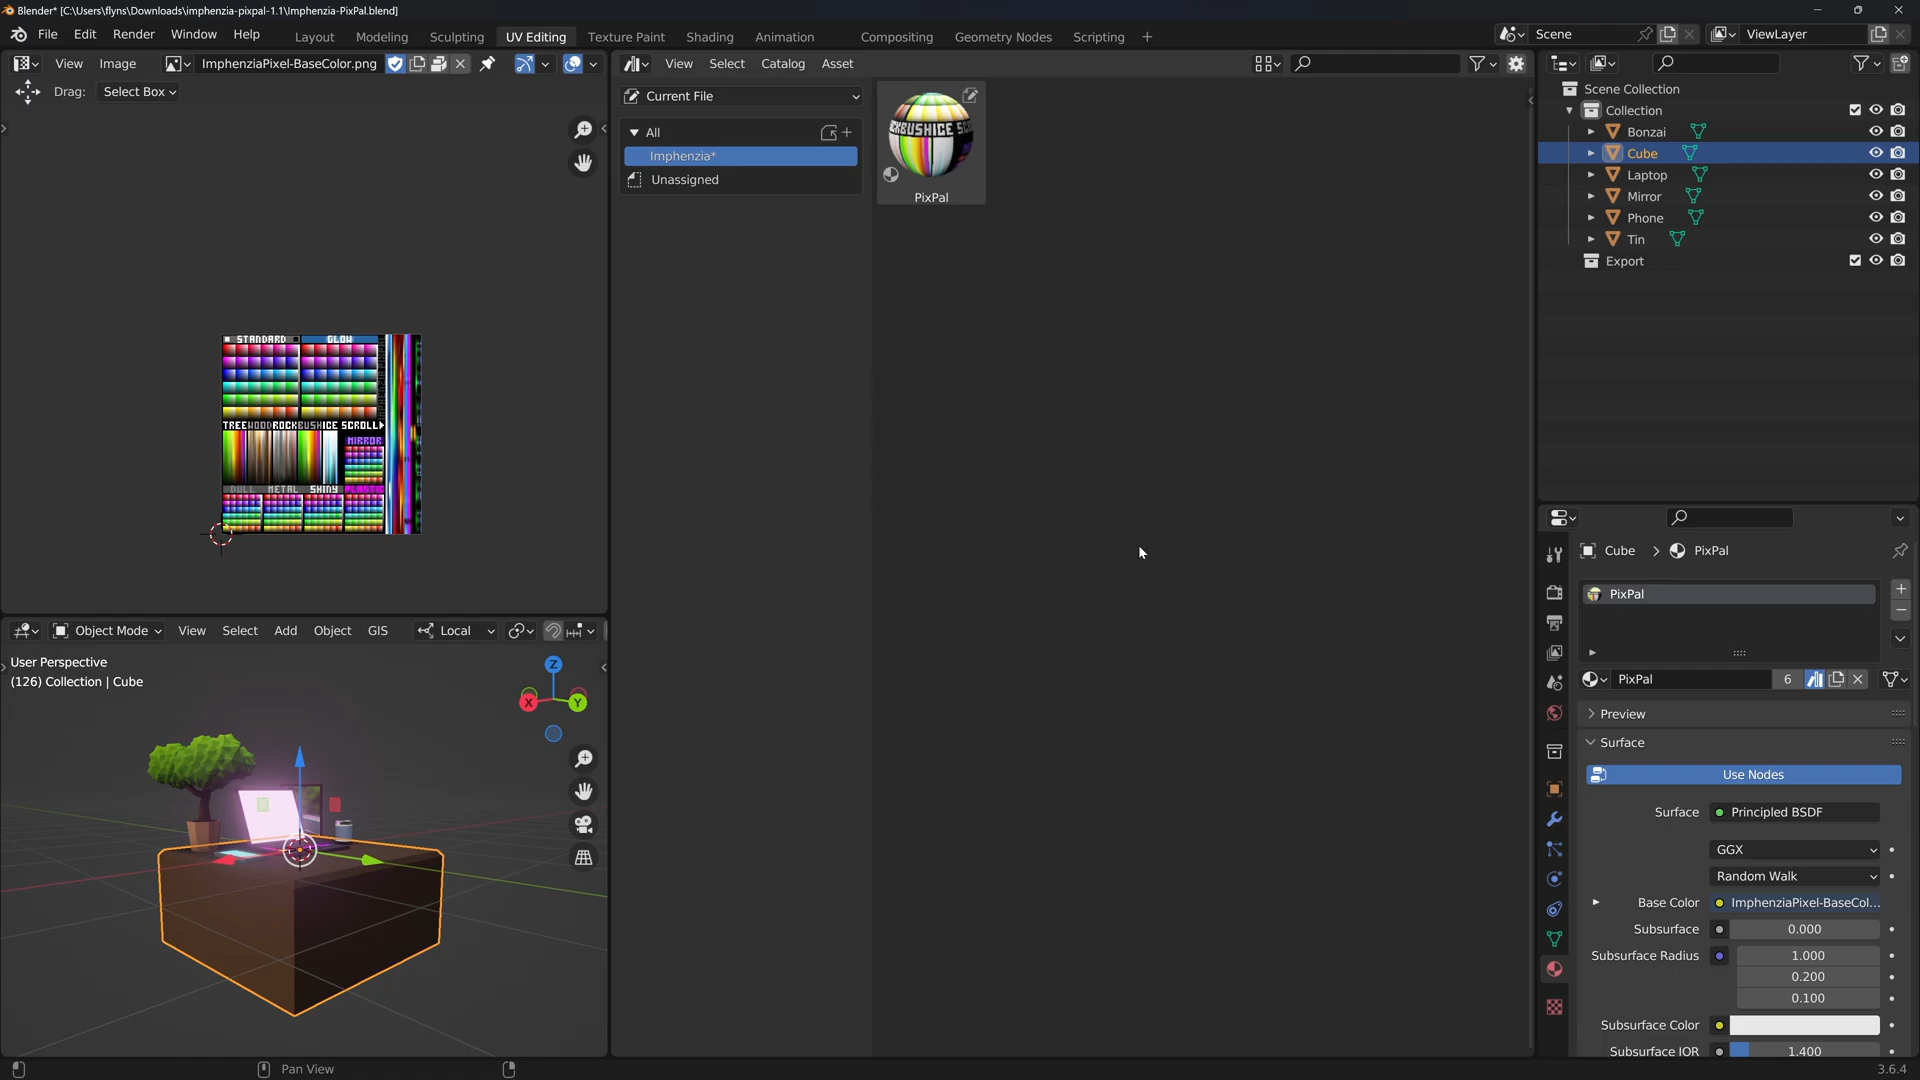 Blender* [C:\Users\flyns\Downloads\imphenzia-pixpal-1.1\Imphenzia-PixPal.blend]
File Edit Render Window Help Layout Modeling Sculpting UV Editing Texture Paint Shading Animation Compositing Geometry Nodes Scripting + Scene ViewLayer
View Image ImphenziaPixel-BaseColor.png View Select Catalog Asset
Drag: Select Box
Current File
All
Imphenzia*
Unassigned
PixPal
Scene Collection
Collection
Bonzai
Cube
Laptop
Mirror
Phone
Tin
Export
STANDARD GLOW
TREEWOODROCKBUSHICE SCROLL
MIRROR
DULL METAL SHINY PLASTIC
Object Mode View Select Add Object GIS Local
User Perspective
(126) Collection | Cube
Z
X Y
Cube > PixPal
PixPal
PixPal 6
Preview
Surface
Use Nodes
Surface Principled BSDF
GGX
Random Walk
Base Color ImphenziaPixel-BaseCol...
Subsurface 0.000
Subsurface Radius 1.000
0.200
0.100
Subsurface Color
Subsurface IOR 1.400
Pan View
3.6.4